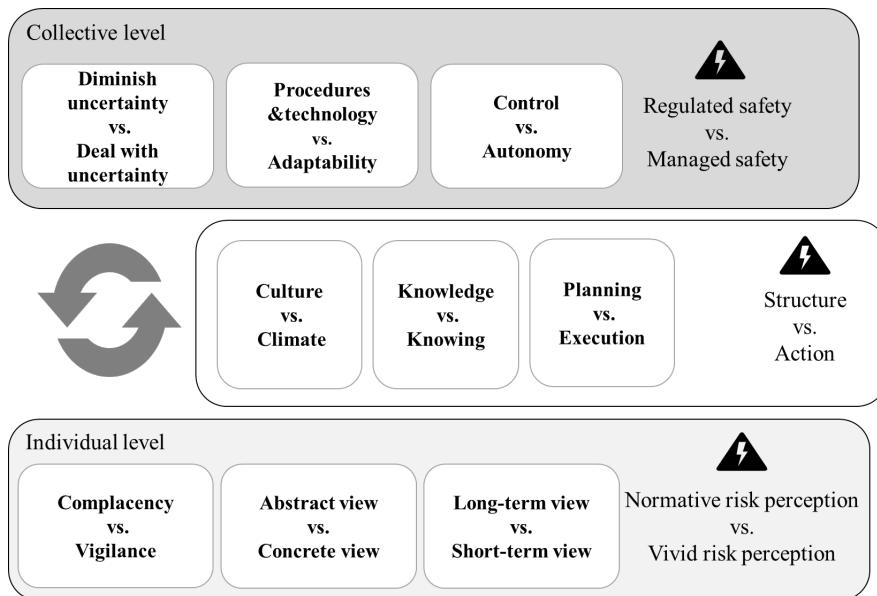 Collective level
Diminish
uncertainty
vs.
Deal with
uncertainty
Procedures
&technology
vs.
Adaptability
Control
vs.
Autonomy
Regulated safety
vs.
Managed safety
Culture
vs.
Climate
Knowledge
vs.
Knowing
Planning
vs.
Execution
Structure
vs.
Action
Individual level
Complacency
vs.
Vigilance
Abstract view
vs.
Concrete view
Long-term view
vs.
Short-term view
Normative risk perception
vs.
Vivid risk perception